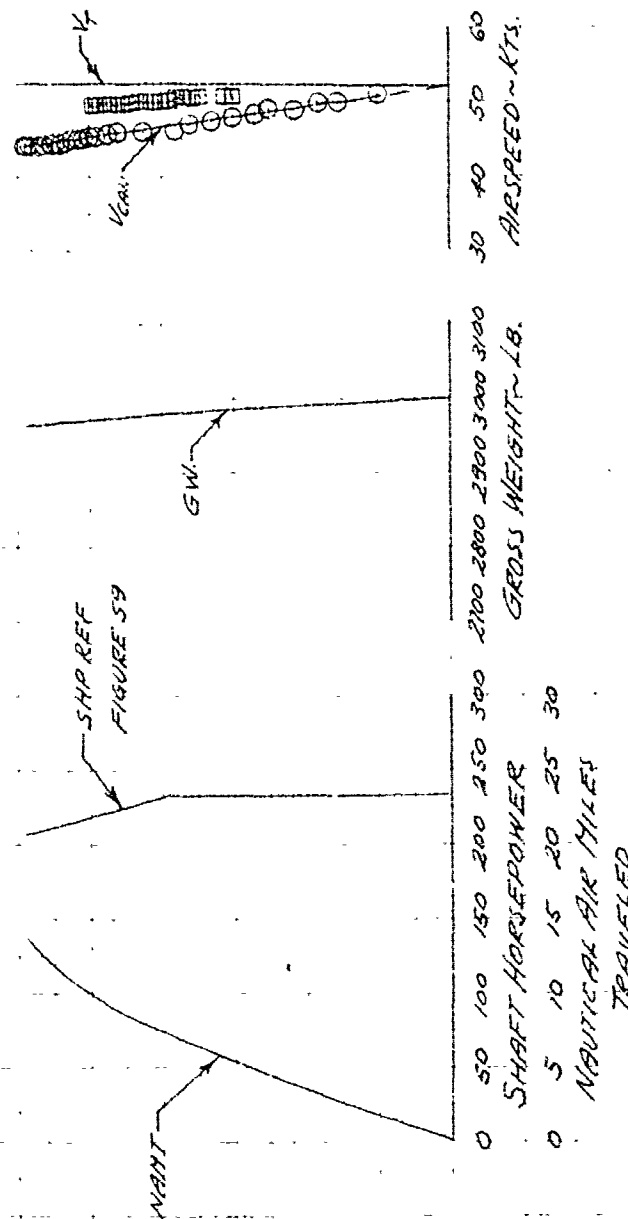 NAMT
SHP REF
FIGURE 59
GW.
VCAL
VT
0 50 100 150 200 250 300
SHAFT HORSEPOWER
0 5 10 15 20 25 30
NAUTICAL AIR MILES
TRAVELED
2700 2800 2900 3000 3100
GROSS WEIGHT ~ LB.
30 40 50 60
AIRSPEED ~ KTS.